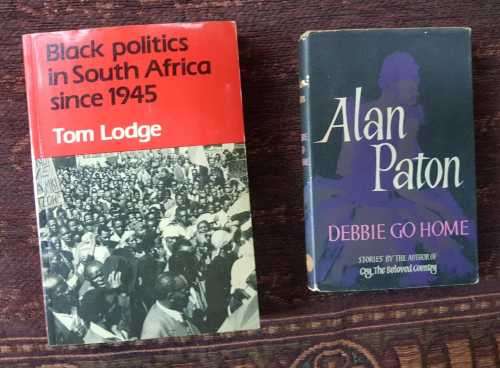 Black politics
in South Africa
since 1945
Tom Lodge
Alan
Paton
DEBBIE GO HOME
STORIES BY THE AUTHOR OF
Cry, The Beloved Country